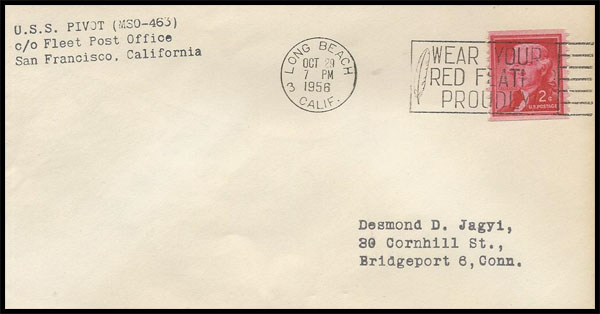 U.S.S. PIVOT (MSO-463)
c/o Fleet Post Office
San Francisco, California
LONG BEACH
OCT 29
7 PM
1956
3 CALIF.
WEAR YOUR
RED FEATHER
PROUDLY
2¢
U.S. POSTAGE
Desmond D. Jagyi,
30 Cornhill St.,
Bridgeport 6, Conn.